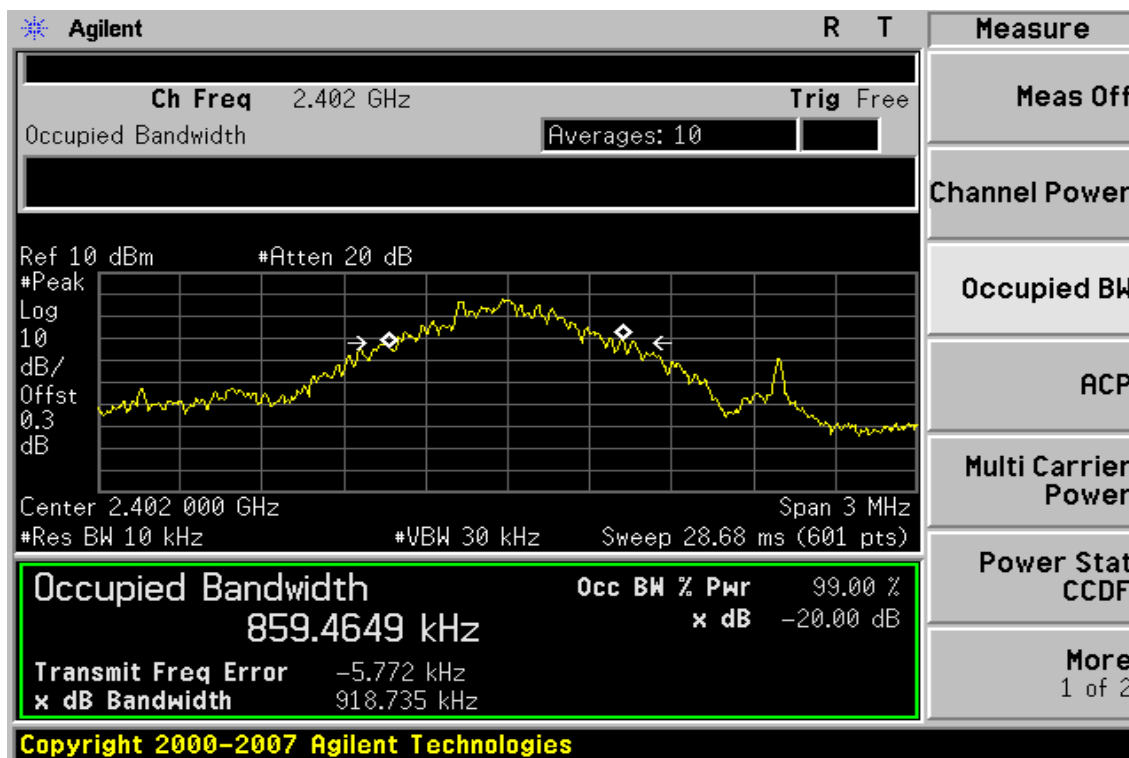 Agilent R T
Measure
Ch Freq 2.402 GHz Trig Free
Occupied Bandwidth Averages: 10
Ref 10 dBm #Atten 20 dB
#Peak
Log
10
dB/
Offst
0.3
dB
Center 2.402 000 GHz Span 3 MHz
#Res BW 10 kHz #VBW 30 kHz Sweep 28.68 ms (601 pts)
Occupied Bandwidth Occ BW % Pwr 99.00 %
859.4649 kHz x dB -20.00 dB
Transmit Freq Error -5.772 kHz
x dB Bandwidth 918.735 kHz
Meas Off
Channel Power
Occupied BW
ACP
Multi Carrier
Power
Power Stat
CCDF
More
1 of 2
Copyright 2000-2007 Agilent Technologies